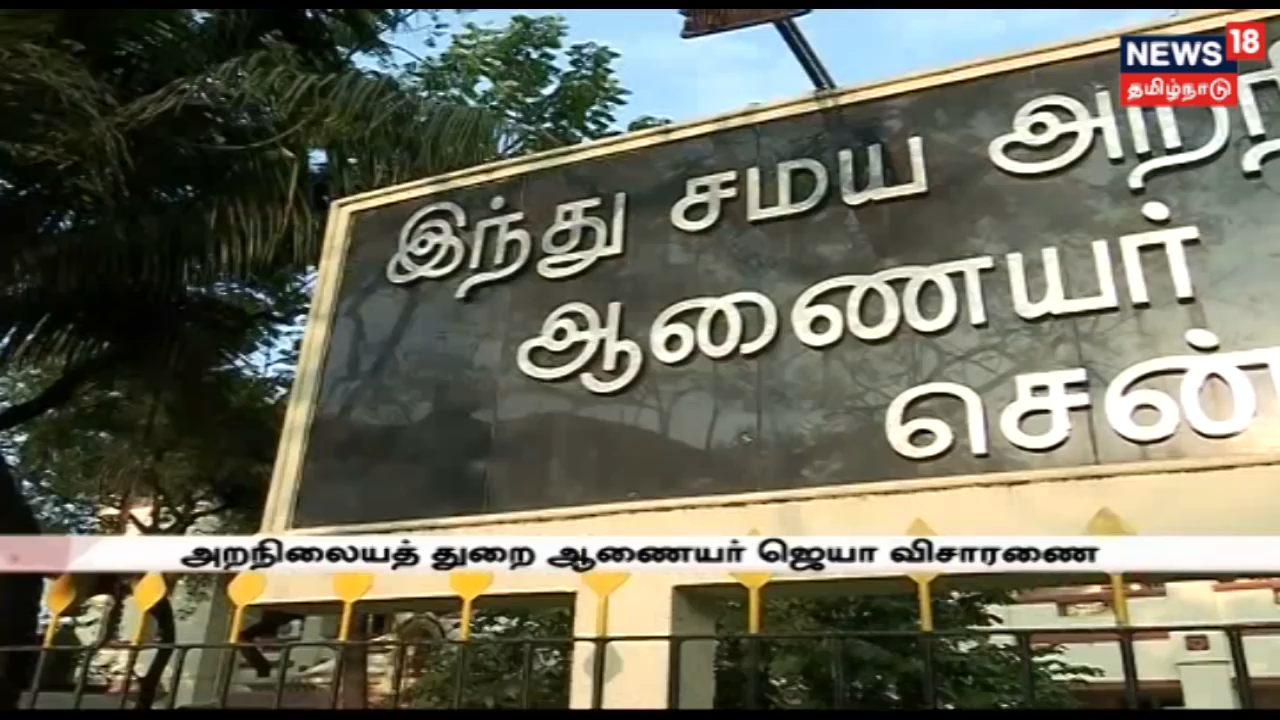 NEWS 18
தமிழ்நாடு
இந்து சமய
ஆணையர்
அறநிலையத் துறை ஆணையர் ஜெயா விசாரணை